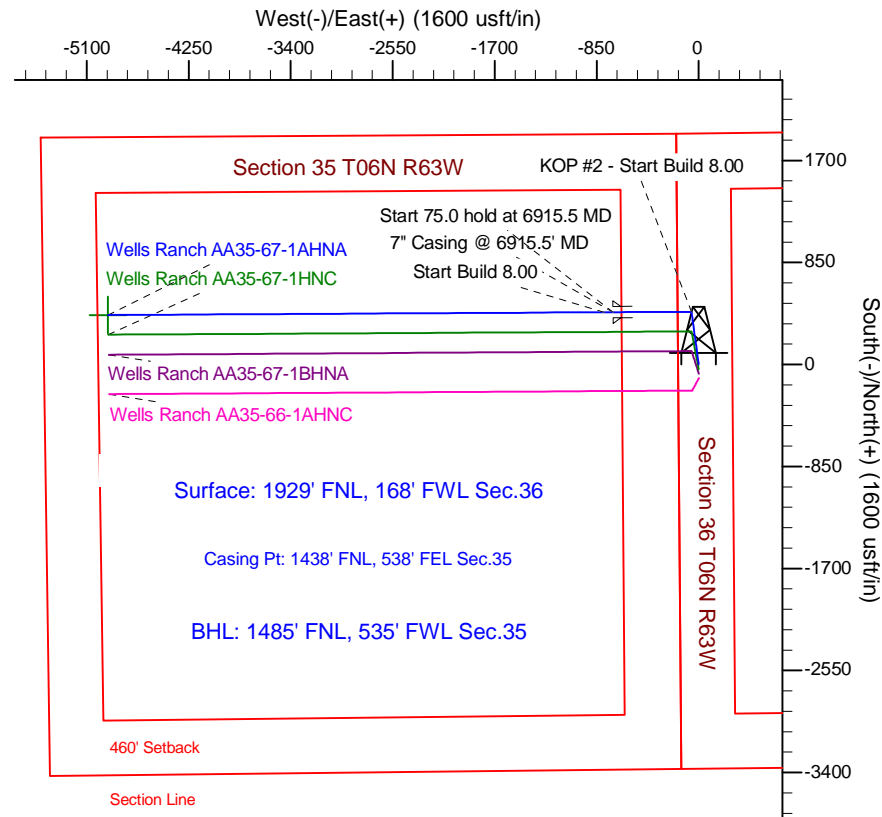 West(-)/East(+) (1600 usft/in)
-5100 -4250 -3400 -2550 -1700 -850 0
Section 35 T06N R63W
KOP #2 - Start Build 8.00
1700
Start 75.0 hold at 6915.5 MD
7" Casing @ 6915.5' MD
Start Build 8.00
Wells Ranch AA35-67-1AHNA
Wells Ranch AA35-67-1HNC
850
0
Wells Ranch AA35-67-1BHNA
Wells Ranch AA35-66-1AHNC
South(-)/North(+) (1600 usft/in)
Section 36 T06N R63W
-850
Surface: 1929' FNL, 168' FWL Sec.36
Casing Pt: 1438' FNL, 538' FEL Sec.35
-1700
BHL: 1485' FNL, 535' FWL Sec.35
-2550
460' Setback
-3400
Section Line